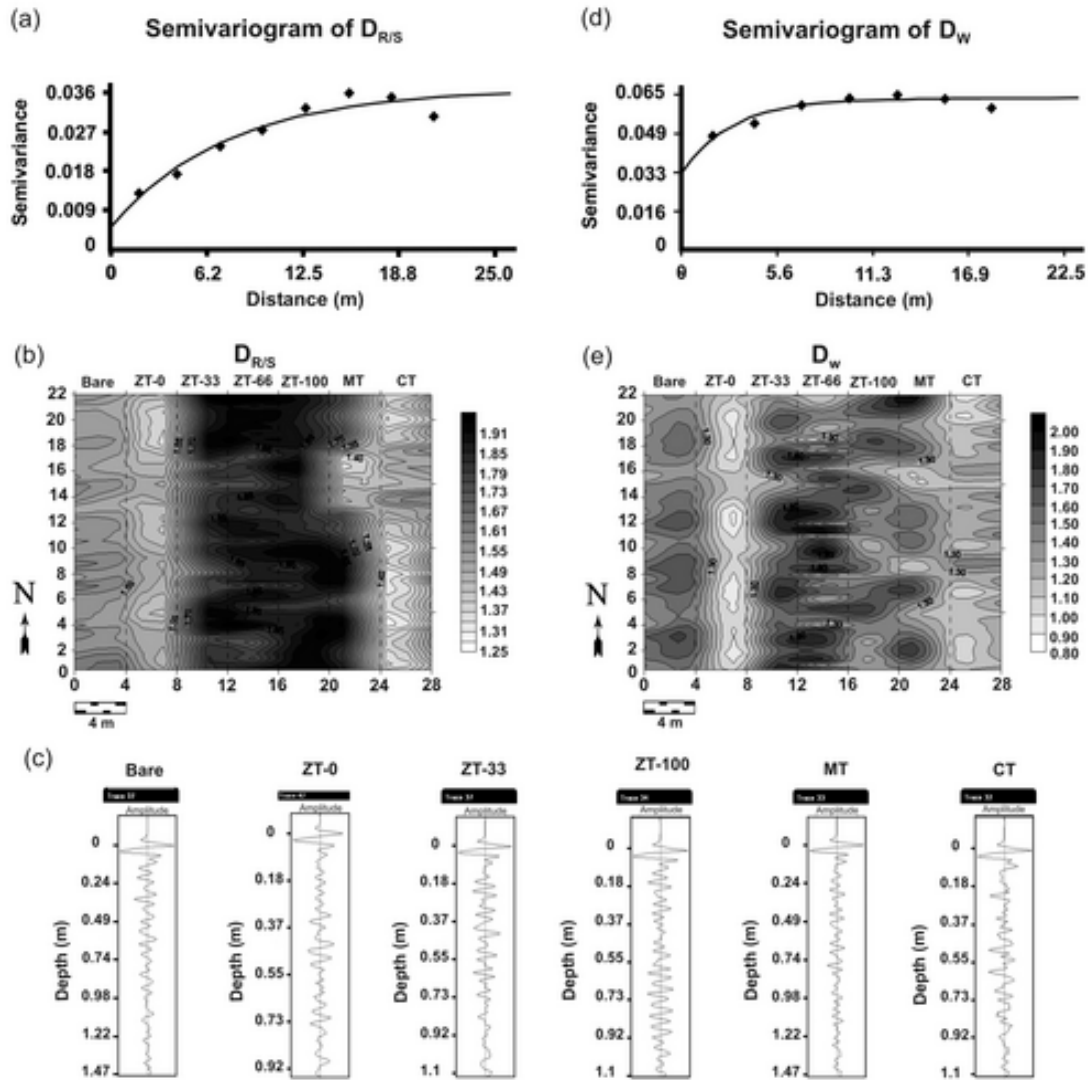 (a)
Semivariogram of D_R/S
Semivariance
0.036
0.027
0.018
0.009
0
0 6.2 12.5 18.8 25.0
Distance (m)
(d)
Semivariogram of D_W
Semivariance
0.065
0.049
0.033
0.016
0
0 5.6 11.3 16.9 22.5
Distance (m)
(b)
D_R/S
Bare ZT-0 ZT-33 ZT-66 ZT-100 MT CT
22
20
18
16
14
12
10
8
6
4
2
0
0 4 8 12 16 20 24 28
N
4 m
1.91
1.85
1.79
1.73
1.67
1.61
1.55
1.49
1.43
1.37
1.31
1.25
(e)
D_w
Bare ZT-0 ZT-33 ZT-66 ZT-100 MT CT
22
20
18
16
14
12
10
8
6
4
2
0
0 4 8 12 16 20 24 28
N
4 m
2.00
1.90
1.80
1.70
1.60
1.50
1.40
1.30
1.20
1.10
1.00
0.90
0.80
(c)
Bare
Trace 37
Amplitude
Depth (m)
0
0.24
0.49
0.74
0.98
1.22
1.47
ZT-0
Amplitude
Depth (m)
0
0.18
0.37
0.55
0.73
0.92
ZT-33
Trace 37
Amplitude
Depth (m)
0
0.18
0.37
0.55
0.73
0.92
1.1
ZT-100
Amplitude
Depth (m)
0
0.18
0.37
0.55
0.73
0.92
1.1
MT
Amplitude
Depth (m)
0
0.24
0.49
0.74
0.98
1.22
1.47
CT
Amplitude
Depth (m)
0
0.18
0.37
0.55
0.73
0.92
1.1